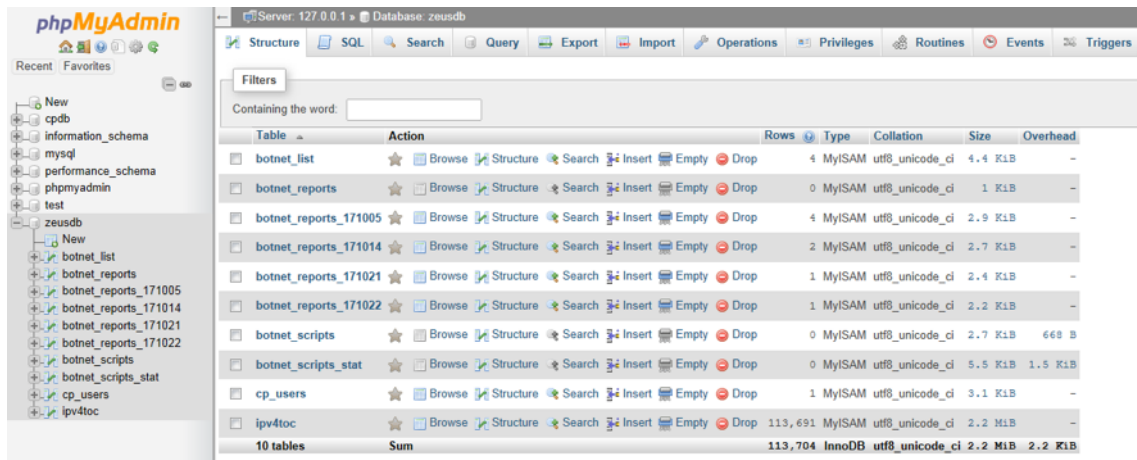 phpMyAdmin
Recent Favorites
New
cpdb
information_schema
mysql
performance_schema
phpmyadmin
test
zeusdb
New
botnet_list
botnet_reports
botnet_reports_171005
botnet_reports_171014
botnet_reports_171021
botnet_reports_171022
botnet_scripts
botnet_scripts_stat
cp_users
ipv4toc
Server: 127.0.0.1 » Database: zeusdb
Structure SQL Search Query Export Import Operations Privileges Routines Events Triggers
Filters
Containing the word:
Table Action Rows Type Collation Size Overhead
botnet_list Browse Structure Search Insert Empty Drop 4 MyISAM utf8_unicode_ci 4.4 KiB -
botnet_reports Browse Structure Search Insert Empty Drop 0 MyISAM utf8_unicode_ci 1 KiB -
botnet_reports_171005 Browse Structure Search Insert Empty Drop 4 MyISAM utf8_unicode_ci 2.9 KiB -
botnet_reports_171014 Browse Structure Search Insert Empty Drop 2 MyISAM utf8_unicode_ci 2.7 KiB -
botnet_reports_171021 Browse Structure Search Insert Empty Drop 1 MyISAM utf8_unicode_ci 2.4 KiB -
botnet_reports_171022 Browse Structure Search Insert Empty Drop 1 MyISAM utf8_unicode_ci 2.2 KiB -
botnet_scripts Browse Structure Search Insert Empty Drop 0 MyISAM utf8_unicode_ci 2.7 KiB 668 B
botnet_scripts_stat Browse Structure Search Insert Empty Drop 0 MyISAM utf8_unicode_ci 5.5 KiB 1.5 KiB
cp_users Browse Structure Search Insert Empty Drop 1 MyISAM utf8_unicode_ci 3.1 KiB -
ipv4toc Browse Structure Search Insert Empty Drop 113,691 MyISAM utf8_unicode_ci 2.2 MiB -
10 tables Sum 113,704 InnoDB utf8_unicode_ci 2.2 MiB 2.2 KiB